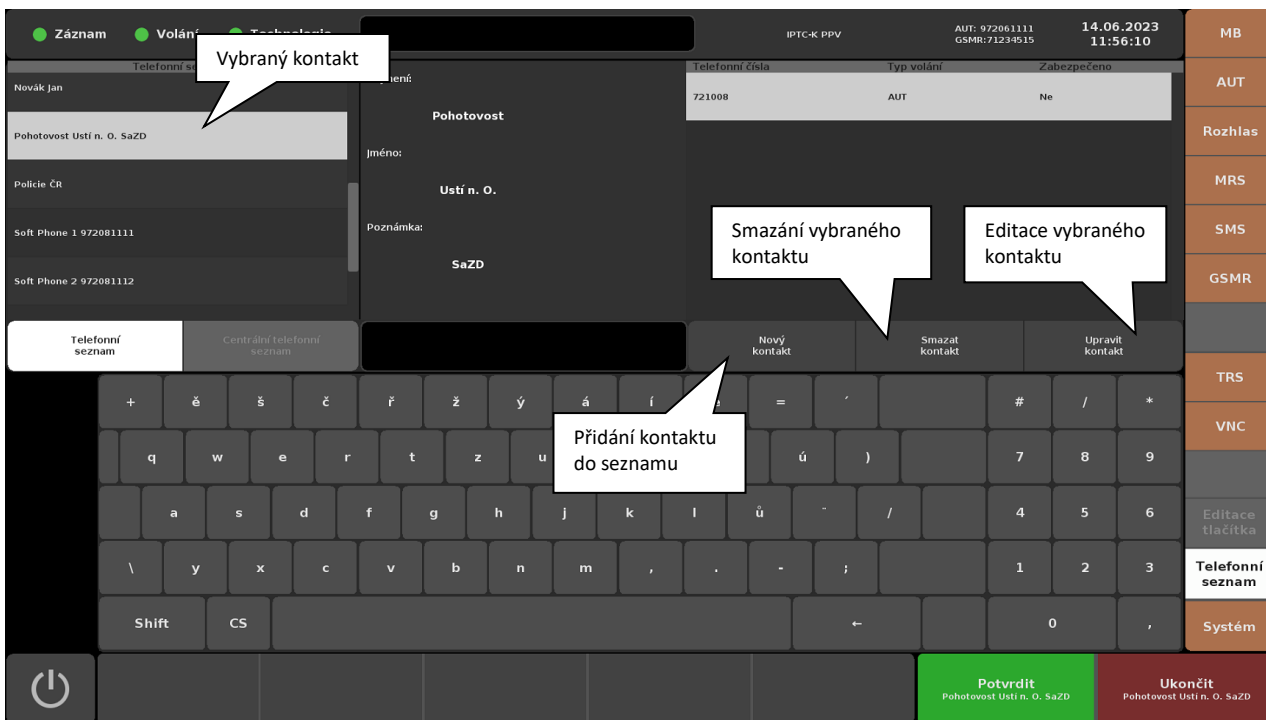 Záznam
Vybraný kontakt
IPTC-K PPV
AUT: 972061111
GSMR:71234515
14.06.2023
11:56:10
MB
AUT
Rozhlas
MRS
SMS
GSMR
TRS
VNC
Editace
tlačítka
Telefonní
seznam
Systém
Novák Jan
Pohotovost Ustí n. O. SaZD
Policie ČR
Soft Phone 1 972081111
Soft Phone 2 972081112
Pohotovost
Jméno:
Ustí n. O.
Poznámka:
SaZD
Telefonní čísla Typ volání Zabezpečeno
721008 AUT Ne
Smazání vybraného
kontaktu
Editace vybraného
kontaktu
Telefonní
seznam
Centrální telefonní
seznam
Nový
kontakt
Smazat
kontakt
Upravit
kontakt
Přidání kontaktu
do seznamu
+ ě š č ř ž ý á í = ´ # / *
q w e r t z u ú ) 7 8 9
a s d f g h j k l ů / 4 5 6
\ y x c v b n m , . - ; 1 2 3
Shift CS ← 0 ,
Potvrdit
Pohotovost Ustí n. O. SaZD
Ukončit
Pohotovost Ustí n. O. SaZD